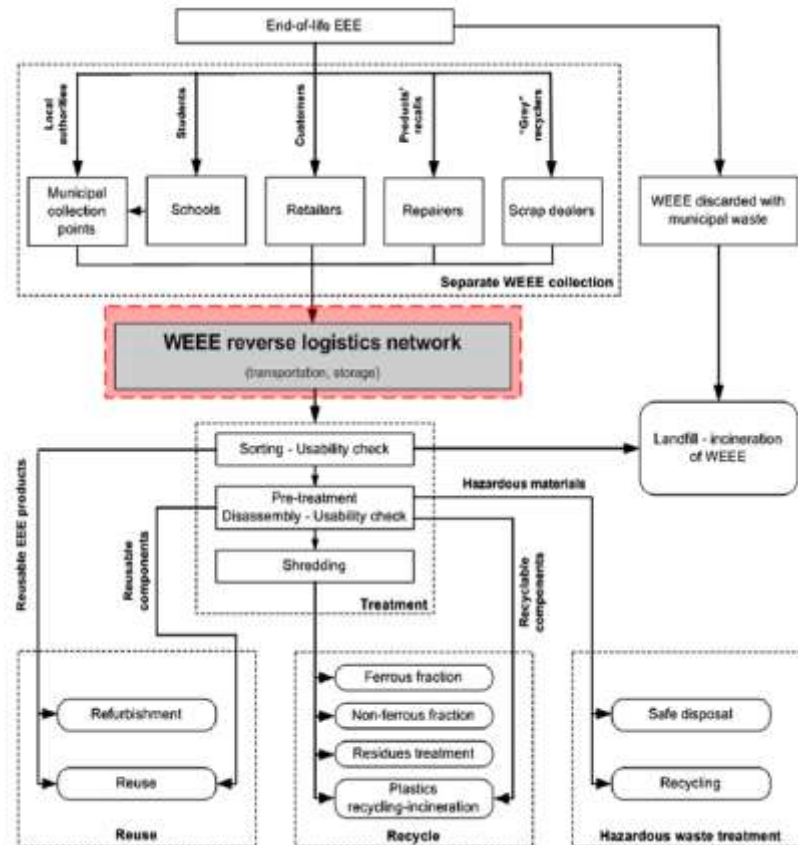 End-of-life EEE
Local
authorities
Students
Customers
Products'
recalls
"Grey"
recyclers
Municipal
collection
points
Schools
Retailers
Repairers
Scrap dealers
WEEE discarded with
municipal waste
Separate WEEE collection
WEEE reverse logistics network
(transportation, storage)
Sorting - Usability check
Landfill - incineration
of WEEE
Hazardous materials
Pre-treatment
Disassembly - Usability check
Reusable EEE products
Reusable
components
Shredding
Recyclable
components
Treatment
Ferrous fraction
Refurbishment
Non-ferrous fraction
Safe disposal
Residues treatment
Reuse
Plastics
recycling-incineration
Recycling
Reuse
Recycle
Hazardous waste treatment